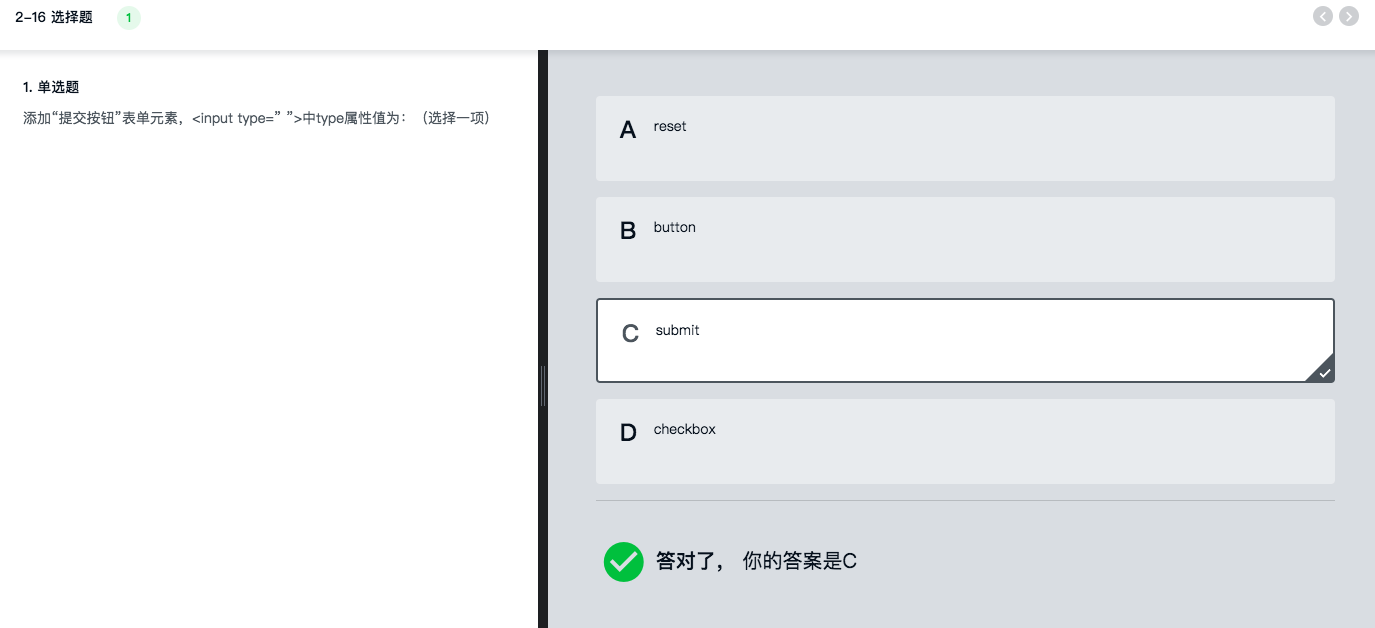 2-16 选择题 1
1. 单选题
添加“提交按钮”表单元素，<input type=” ”>中type属性值为：（选择一项）
A reset
B button
C submit
D checkbox
答对了， 你的答案是C